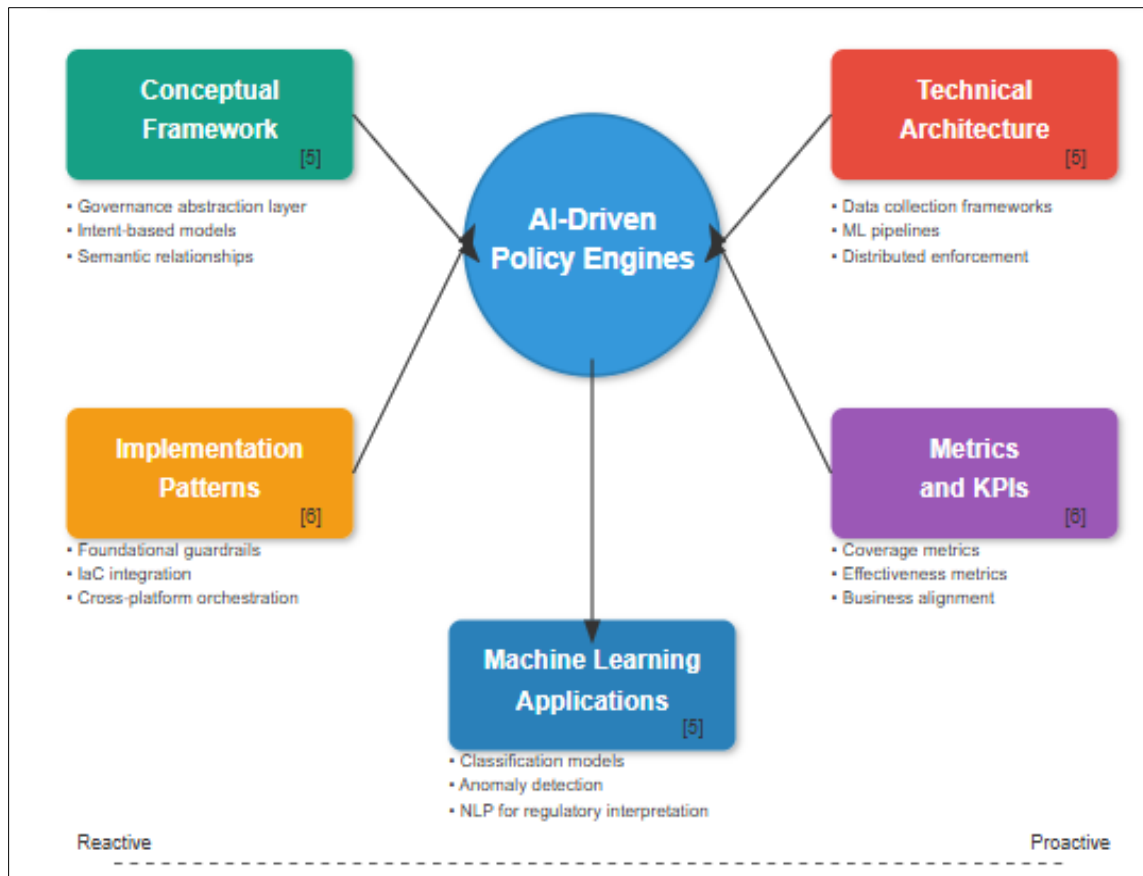 Conceptual
Framework
[5]
▪ Governance abstraction layer
▪ Intent-based models
▪ Semantic relationships
AI-Driven
Policy Engines
Technical
Architecture
[5]
▪ Data collection frameworks
▪ ML pipelines
▪ Distributed enforcement
Implementation
Patterns
[6]
▪ Foundational guardrails
▪ IaC integration
▪ Cross-platform orchestration
Metrics
and KPIs
[6]
▪ Coverage metrics
▪ Effectiveness metrics
▪ Business alignment
Machine Learning
Applications
[5]
▪ Classification models
▪ Anomaly detection
▪ NLP for regulatory interpretation
Reactive
Proactive